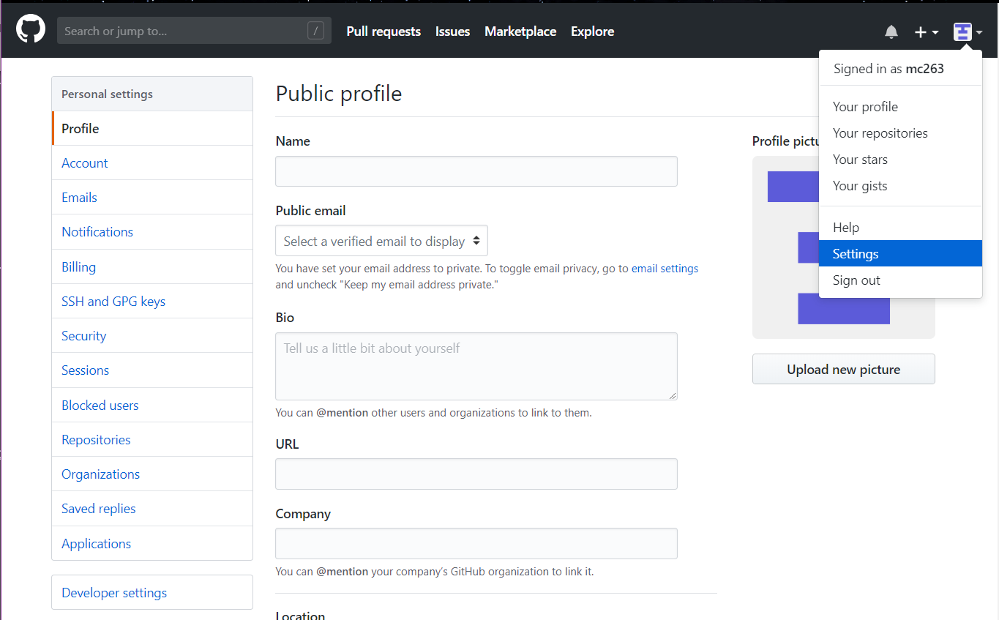 Search or jump to...
/
Pull requests
Issues
Marketplace
Explore
Signed in as mc263
Your profile
Your repositories
Your stars
Your gists
Help
Settings
Sign out
Personal settings
Profile
Account
Emails
Notifications
Billing
SSH and GPG keys
Security
Sessions
Blocked users
Repositories
Organizations
Saved replies
Applications
Developer settings
Public profile
Name
Public email
Select a verified email to display
You have set your email address to private. To toggle email privacy, go to email settings
and uncheck "Keep my email address private."
Bio
Tell us a little bit about yourself
You can @mention other users and organizations to link to them.
URL
Company
You can @mention your company's GitHub organization to link it.
Location
Profile pictu
Upload new picture